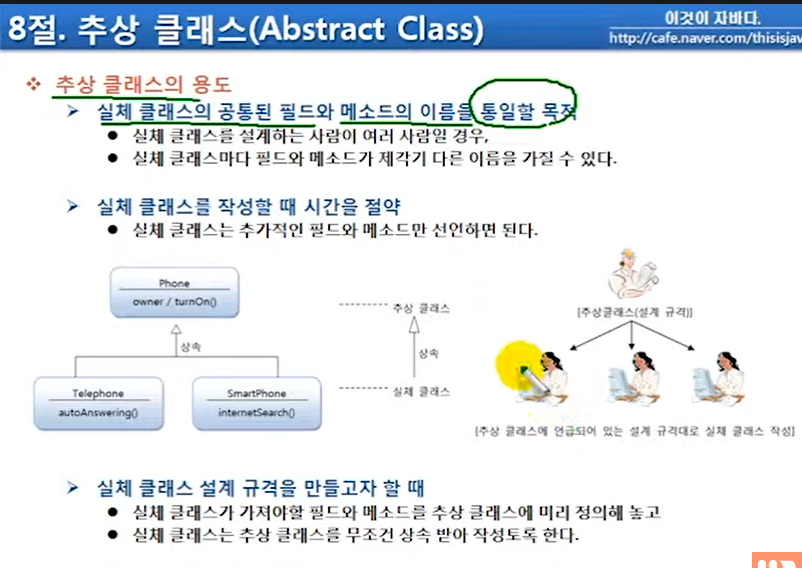 8절. 추상 클래스(Abstract Class)
이것이 자바다.
http://cafe.naver.com/thisisjav
❖ 추상 클래스의 용도
➤ 실체 클래스의 공통된 필드와 메소드의 이름을 통일할 목적
● 실체 클래스를 설계하는 사람이 여러 사람일 경우,
● 실체 클래스마다 필드와 메소드가 제각기 다른 이름을 가질 수 있다.
➤ 실체 클래스를 작성할 때 시간을 절약
● 실체 클래스는 추가적인 필드와 메소드만 선언하면 된다.
Phone
owner / turnOn()
상속
Telephone
autoAnswering()
SmartPhone
internetSearch()
추상 클래스
상속
실체 클래스
[추상클래스(설계 규격)]
[추상 클래스에 언급되어 있는 설계 규격대로 실체 클래스 작성]
➤ 실체 클래스 설계 규격을 만들고자 할 때
● 실체 클래스가 가져야할 필드와 메소드를 추상 클래스에 미리 정의해 놓고
● 실체 클래스는 추상 클래스를 무조건 상속 받아 작성토록 한다.